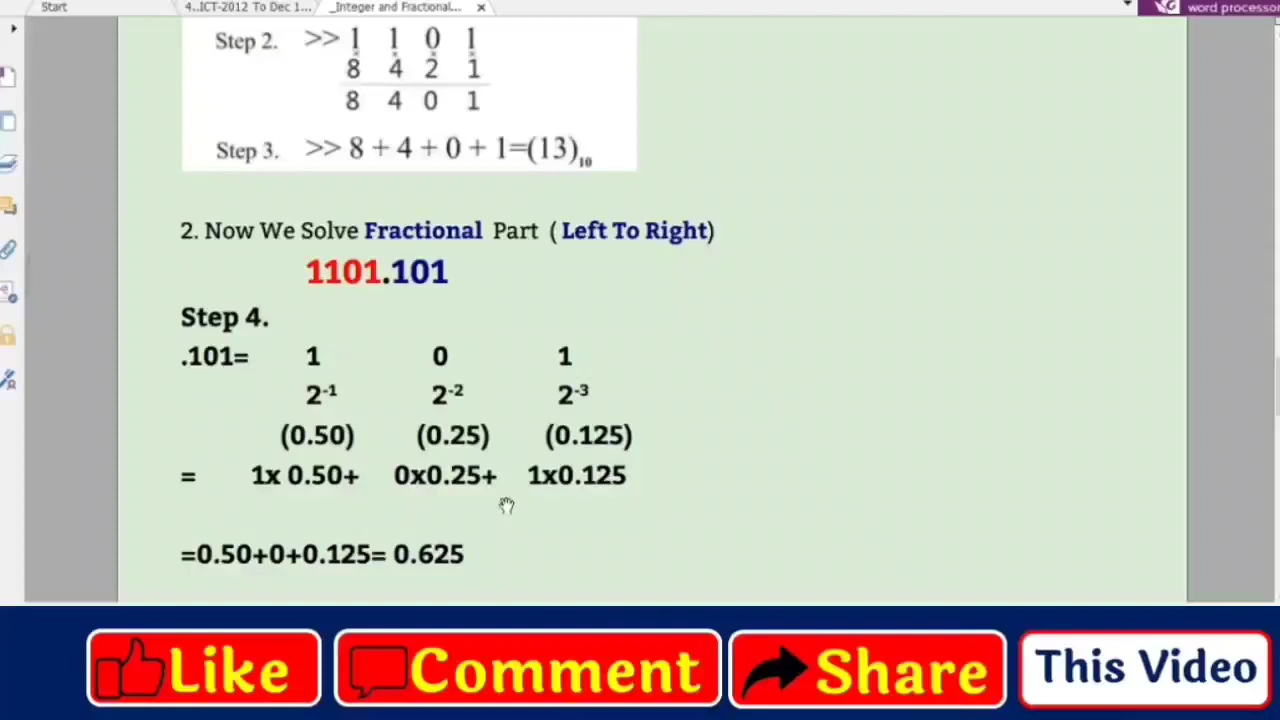 Start 4..ICT-2012 To Dec 1... _Integer and Fractional... ×
word processor
Step 2. >> 1 1 0 1
× × × ×
8 4 2 1
8 4 0 1
Step 3. >> 8 + 4 + 0 + 1=(13)₁₀
2. Now We Solve Fractional Part ( Left To Right)
1101.101
Step 4.
.101= 1 0 1
2⁻¹ 2⁻² 2⁻³
(0.50) (0.25) (0.125)
= 1x 0.50+ 0x0.25+ 1x0.125
=0.50+0+0.125= 0.625
Like Comment Share This Video